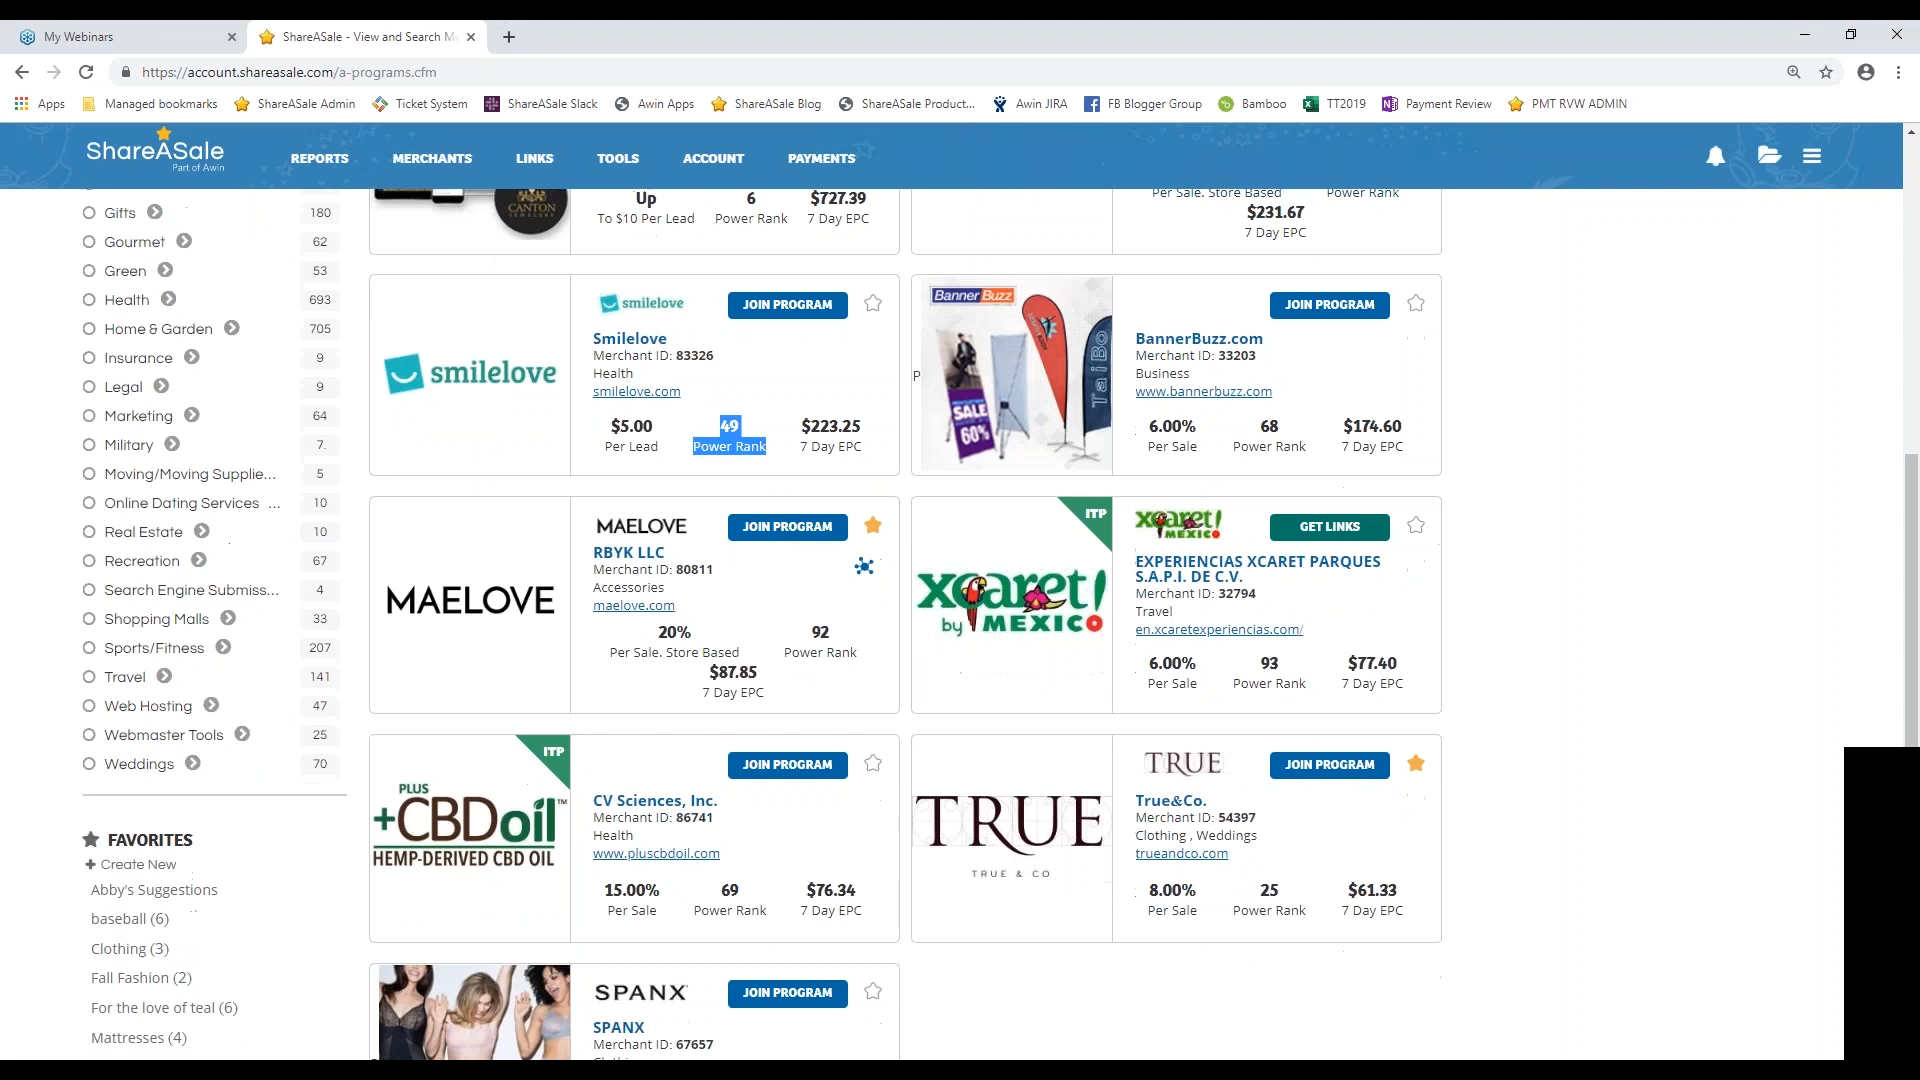 My Webinars
ShareASale - View and Search Me
https://account.shareasale.com/a-programs.cfm
Apps
Managed bookmarks
ShareASale Admin
Ticket System
ShareASale Slack
Awin Apps
ShareASale Blog
ShareASale Product...
Awin JIRA
FB Blogger Group
Bamboo
TT2019
Payment Review
PMT RVW ADMIN
ShareASale
Part of Awin
REPORTS
MERCHANTS
LINKS
TOOLS
ACCOUNT
PAYMENTS
Gifts 180
Gourmet 62
Green 53
Health 693
Home & Garden 705
Insurance 9
Legal 9
Marketing 64
Military 7
Moving/Moving Supplie... 5
Online Dating Services ... 10
Real Estate 10
Recreation 67
Search Engine Submiss... 4
Shopping Malls 33
Sports/Fitness 207
Travel 141
Web Hosting 47
Webmaster Tools 25
Weddings 70
FAVORITES
Create New
Abby's Suggestions
baseball (6)
Clothing (3)
Fall Fashion (2)
For the love of teal (6)
Mattresses (4)
CANTON
JEWELRY
Up 6 $727.39
To $10 Per Lead Power Rank 7 Day EPC
Per Sale. Store Based Power Rank
$231.67
7 Day EPC
smilelove
smilelove
JOIN PROGRAM
Smilelove
Merchant ID: 83326
Health
smilelove.com
$5.00 49 $223.25
Per Lead Power Rank 7 Day EPC
P
BannerBuzz
SALE
60%
Tai Bo
JOIN PROGRAM
BannerBuzz.com
Merchant ID: 33203
Business
www.bannerbuzz.com
6.00% 68 $174.60
Per Sale Power Rank 7 Day EPC
MAELOVE
MAELOVE
JOIN PROGRAM
RBYK LLC
Merchant ID: 80811
Accessories
maelove.com
20% 92
Per Sale. Store Based Power Rank
$87.85
7 Day EPC
ITP
xcaret!
by MEXICO
xcaret!
MEXICO
GET LINKS
EXPERIENCIAS XCARET PARQUES
S.A.P.I. DE C.V.
Merchant ID: 32794
Travel
en.xcaretexperiencias.com/
6.00% 93 $77.40
Per Sale Power Rank 7 Day EPC
ITP
PLUS
+CBDoil™
HEMP-DERIVED CBD OIL
JOIN PROGRAM
CV Sciences, Inc.
Merchant ID: 86741
Health
www.pluscbdoil.com
15.00% 69 $76.34
Per Sale Power Rank 7 Day EPC
TRUE
TRUE & CO
TRUE
JOIN PROGRAM
True&Co.
Merchant ID: 54397
Clothing , Weddings
trueandco.com
8.00% 25 $61.33
Per Sale Power Rank 7 Day EPC
SPANX
JOIN PROGRAM
SPANX
Merchant ID: 67657